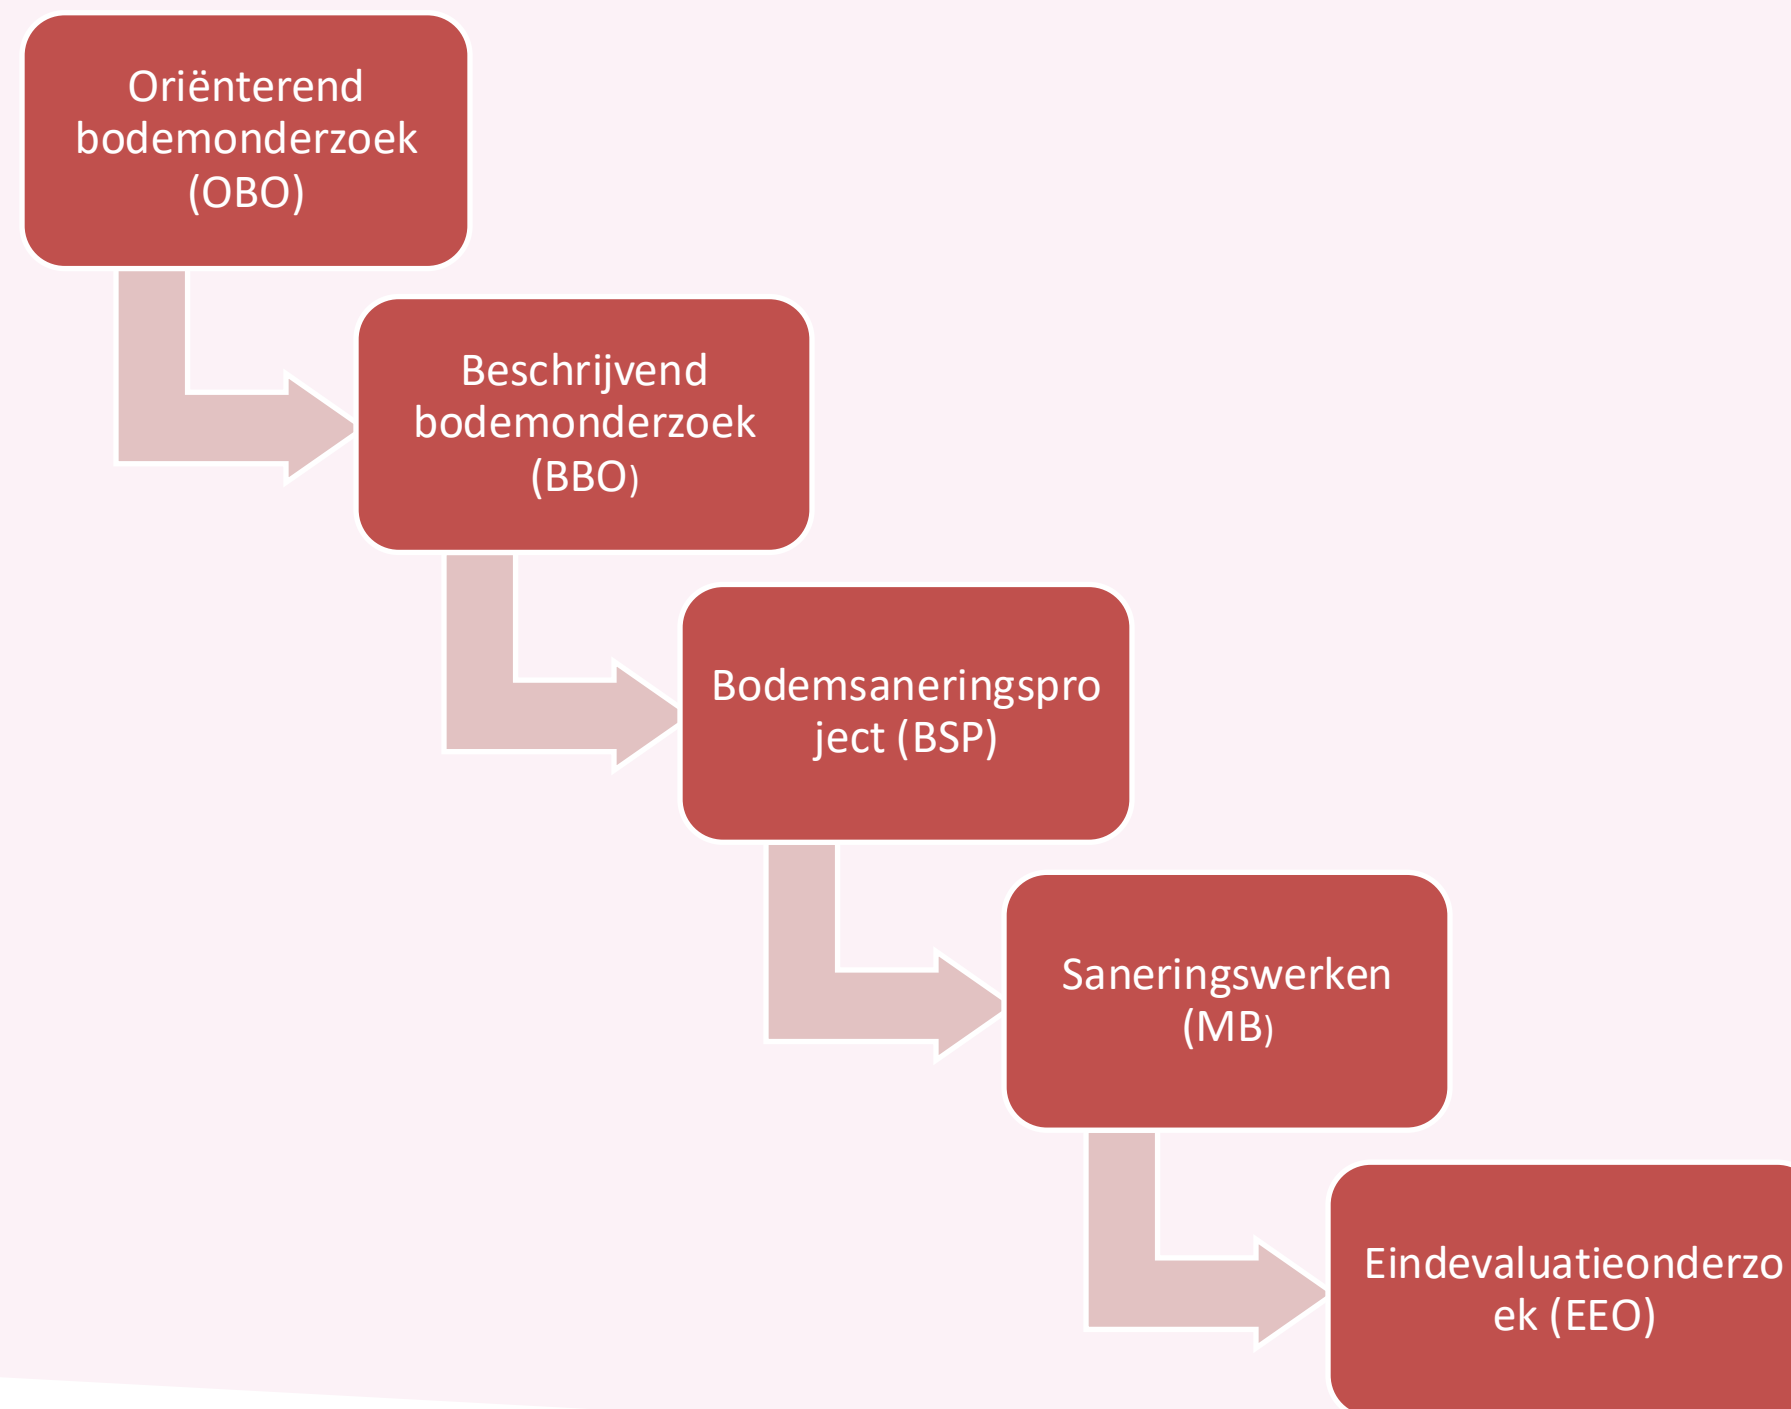 Oriënterend
bodemonderzoek
(OBO)
Beschrijvend
bodemonderzoek
(BBO)
Bodemsaneringspro
ject (BSP)
Saneringswerken
(MB)
Eindevaluatieonderzo
ek (EEO)